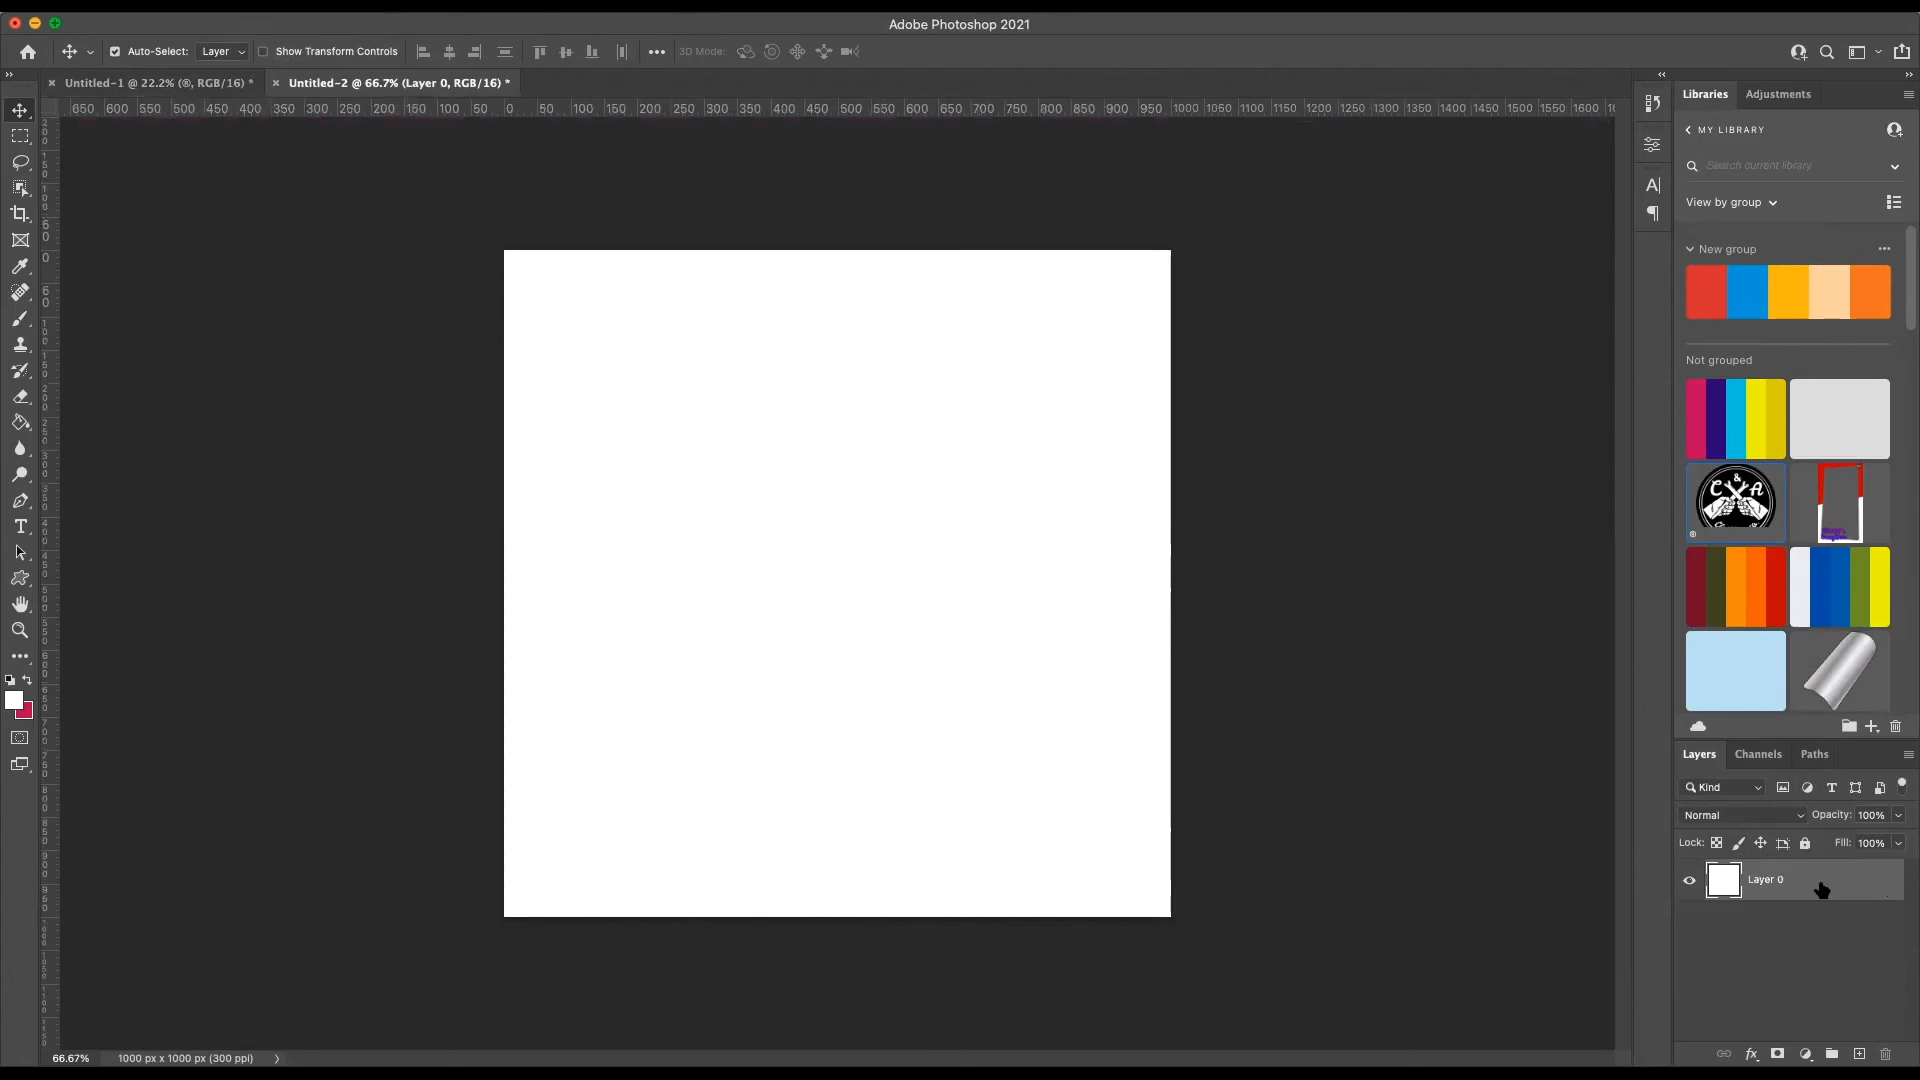 Adobe Photoshop 2021
Auto-Select: Layer Show Transform Controls 3D Mode:
Untitled-1 @ 22.2% (®, RGB/16) * Untitled-2 @ 66.7% (Layer 0, RGB/16) *
650 600 550 500 450 400 350 300 250 200 150 100 50 0 50 100 150 200 250 300 350 400 450 500 550 600 650 700 750 800 850 900 950 1000 1050 1100 1150 1200 1250 1300 1350 1400 1450 1500 1550 1600
Libraries Adjustments
MY LIBRARY
Search current library
View by group
New group
Not grouped
C & A
Layers Channels Paths
Kind
Normal Opacity: 100%
Lock: Fill: 100%
Layer 0
66.67% 1000 px x 1000 px (300 ppi)